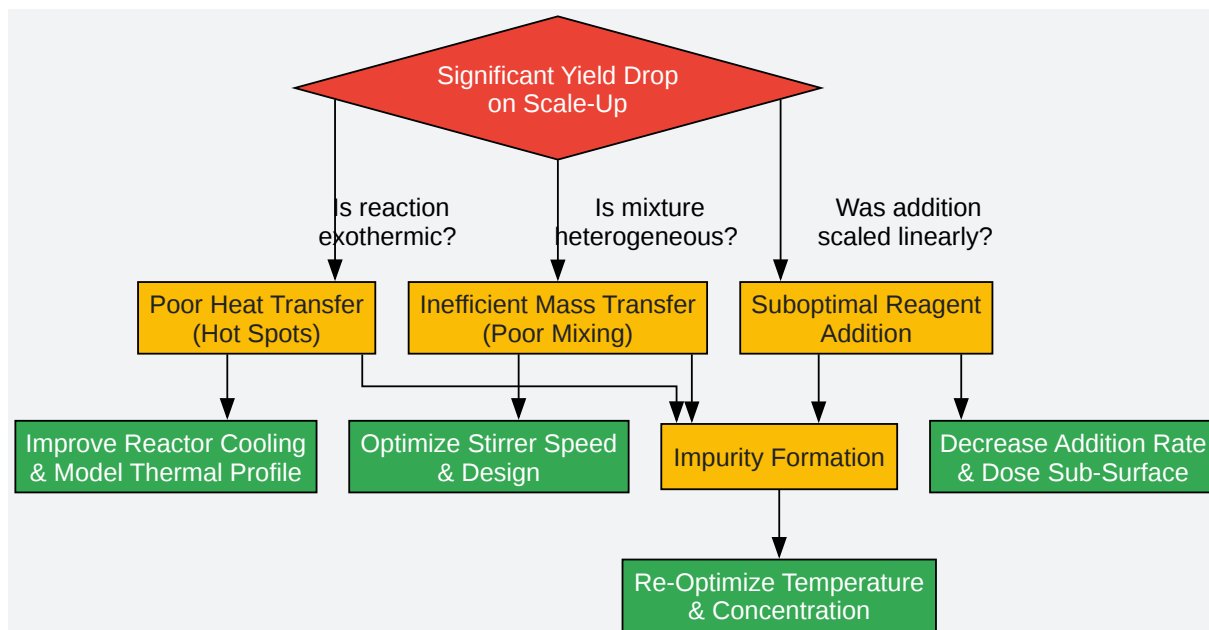 Significant Yield Drop
on Scale-Up
Is reaction
exothermic?
Is mixture
heterogeneous?
Was addition
scaled linearly?
Poor Heat Transfer
(Hot Spots)
Inefficient Mass Transfer
(Poor Mixing)
Suboptimal Reagent
Addition
Improve Reactor Cooling
& Model Thermal Profile
Optimize Stirrer Speed
& Design
Impurity Formation
Decrease Addition Rate
& Dose Sub-Surface
Re-Optimize Temperature
& Concentration